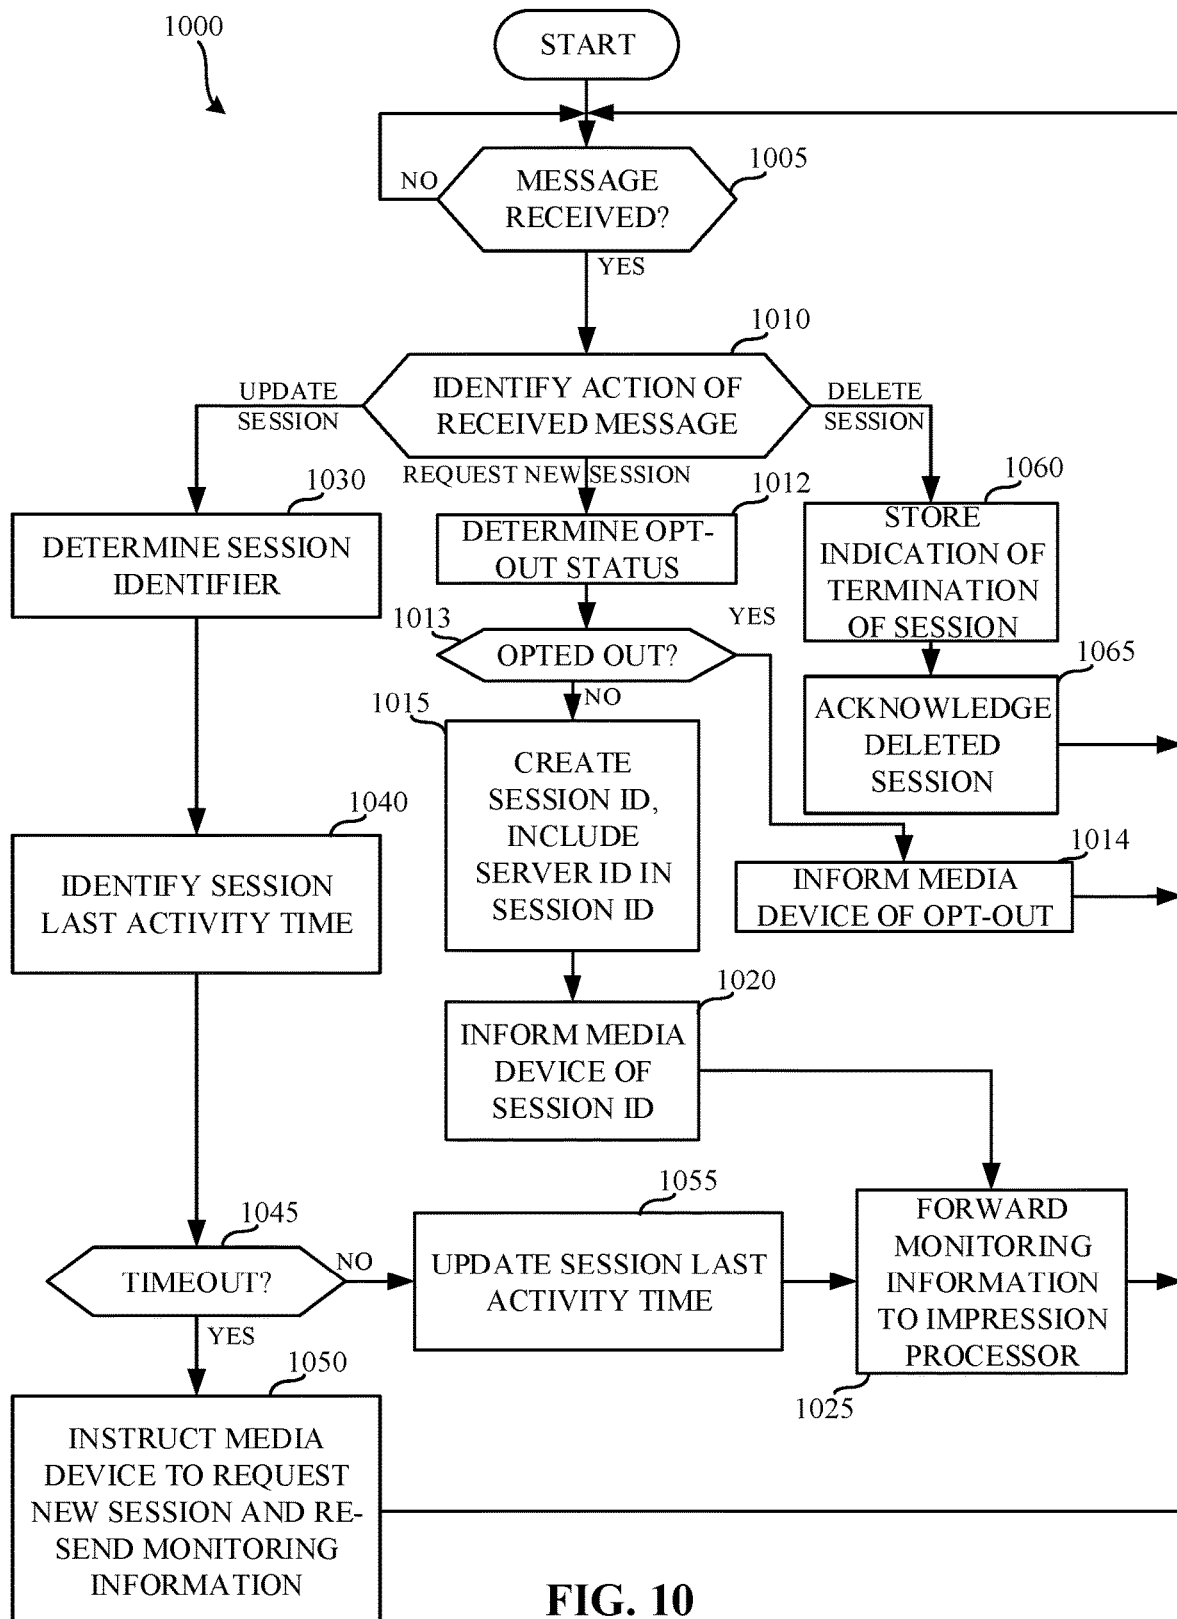 1000
START
1005
NO
MESSAGE
RECEIVED?
YES
1010
UPDATE
SESSION
IDENTIFY ACTION OF
RECEIVED MESSAGE
DELETE
SESSION
REQUEST NEW SESSION
1030
DETERMINE SESSION
IDENTIFIER
1012
DETERMINE OPT-
OUT STATUS
1060
STORE
INDICATION OF
TERMINATION
OF SESSION
1013
OPTED OUT?
YES
NO
1065
ACKNOWLEDGE
DELETED
SESSION
1015
CREATE
SESSION ID,
INCLUDE
SERVER ID IN
SESSION ID
1040
IDENTIFY SESSION
LAST ACTIVITY TIME
1014
INFORM MEDIA
DEVICE OF OPT-OUT
1020
INFORM MEDIA
DEVICE OF
SESSION ID
1045
TIMEOUT?
NO
YES
1055
UPDATE SESSION LAST
ACTIVITY TIME
FORWARD
MONITORING
INFORMATION
TO IMPRESSION
PROCESSOR
1025
1050
INSTRUCT MEDIA
DEVICE TO REQUEST
NEW SESSION AND RE-
SEND MONITORING
INFORMATION
FIG. 10